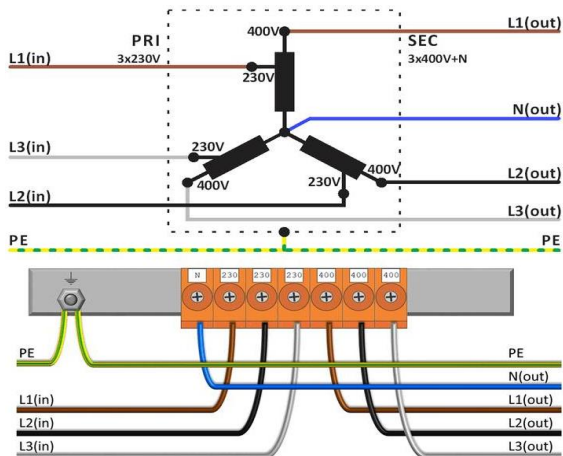 400V
L1(out)
PRI
SEC
L1(in)
3x230V
3x400V+N
230V
N(out)
L3(in)
230V
400V
400V
230V
L2(out)
L2(in)
L3(out)
PE
PE
N 230 230 230 400 400 400
PE
PE
N(out)
L1(in)
L1(out)
L2(in)
L2(out)
L3(in)
L3(out)